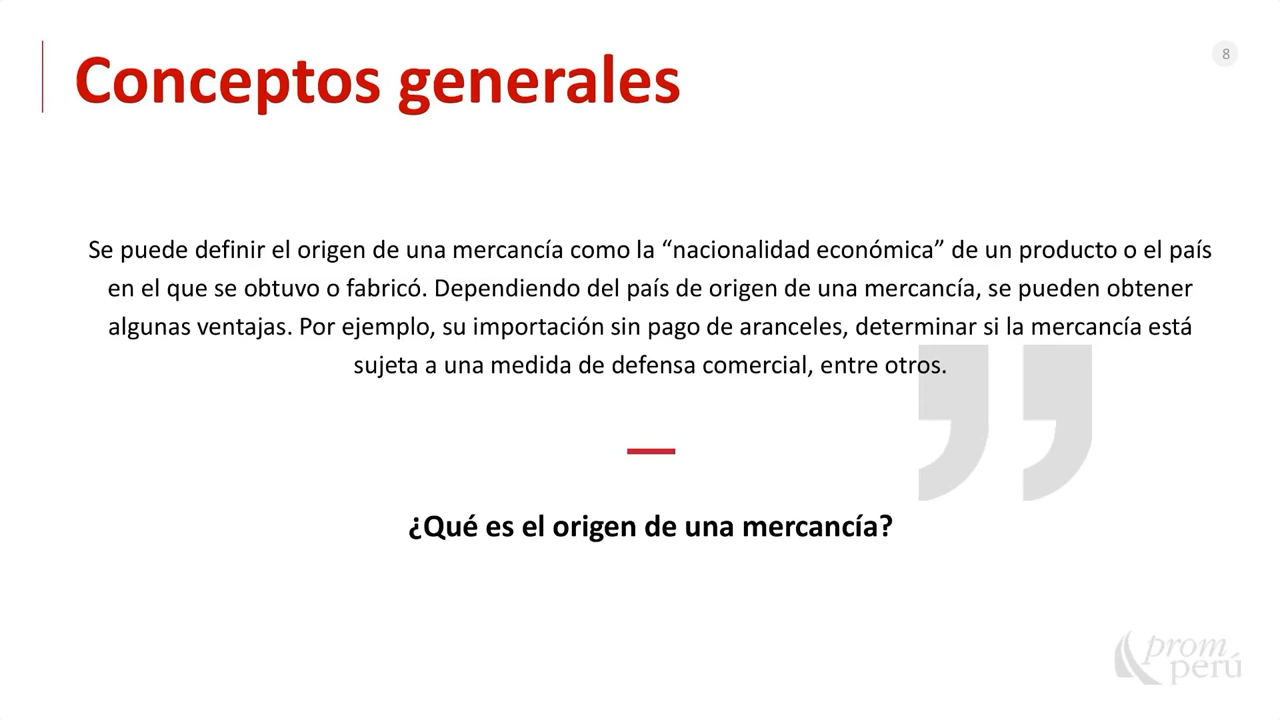 Conceptos generales
8
Se puede definir el origen de una mercancía como la “nacionalidad económica” de un producto o el país
en el que se obtuvo o fabricó. Dependiendo del país de origen de una mercancía, se pueden obtener
algunas ventajas. Por ejemplo, su importación sin pago de aranceles, determinar si la mercancía está
sujeta a una medida de defensa comercial, entre otros.
¿Qué es el origen de una mercancía?
prom
perú